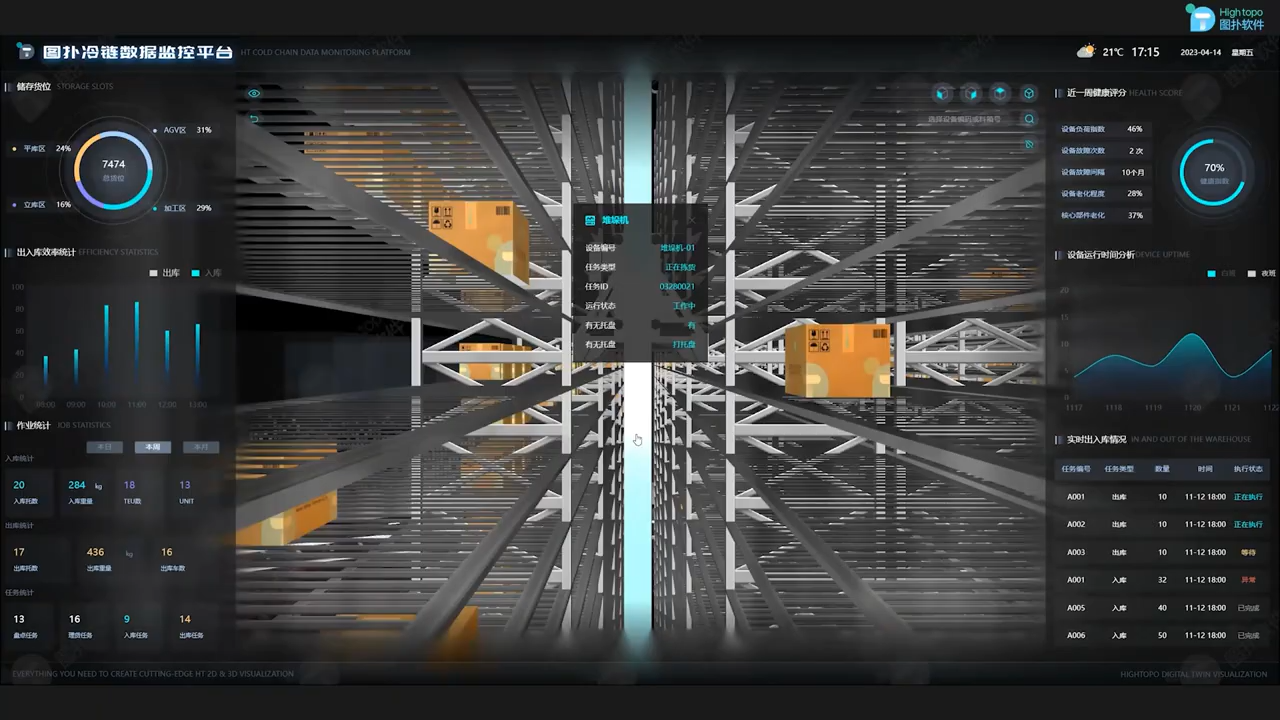 Hightopo
图扑软件
图扑冷链数据监控平台 HT COLD CHAIN DATA MONITORING PLATFORM
21℃ 17:15 2023-04-14 星期五
储存货位 STORAGE SLOTS
AGV区 31%
平库区 24%
7474
总货位
立库区 16%
加工区 29%
出入库效率统计 EFFICIENCY STATISTICS
出库 入库
100
80
60
40
20
09:00 10:00 11:00 12:00 13:00
作业统计 JOB STATISTICS
本日 本周 本月
入库统计
20 284 kg 18 13
入库托数 入库重量 TEU数 UNIT
出库统计
17 436 kg 16
出库托数 出库重量 出库车数
任务统计
13 16 9 14
盘点任务 理货任务 入库任务 出库任务
选择设备编码或料箱号
堆垛机
设备编号 堆垛机-01
任务类型 正在拣货
任务ID 03280021
运行状态 工作中
有无托盘 有
有无托盘 打托盘
近一周健康评分 HEALTH SCORE
设备负荷指数 46%
设备故障次数 2 次
设备故障间隔 10个月
设备老化程度 28%
核心部件老化 37%
70%
健康指数
设备运行时间分析 DEVICE UPTIME
白班 夜班
20
15
10
5
0
1117 1118 1119 1120 1121
实时出入库情况 IN AND OUT OF THE WAREHOUSE
任务编号 任务类型 数量 时间 执行状态
A001 出库 10 11-12 18:00 正在执行
A002 出库 10 11-12 18:00 正在执行
A003 出库 10 11-12 18:00 等待
A001 入库 32 11-12 18:00 异常
A005 入库 40 11-12 18:00 已完成
A006 入库 50 11-12 18:00 已完成
EVERYTHING YOU NEED TO CREATE CUTTING-EDGE HT 2D & 3D VISUALIZATION
HIGHTOPO DIGITAL TWIN VISUALIZATION